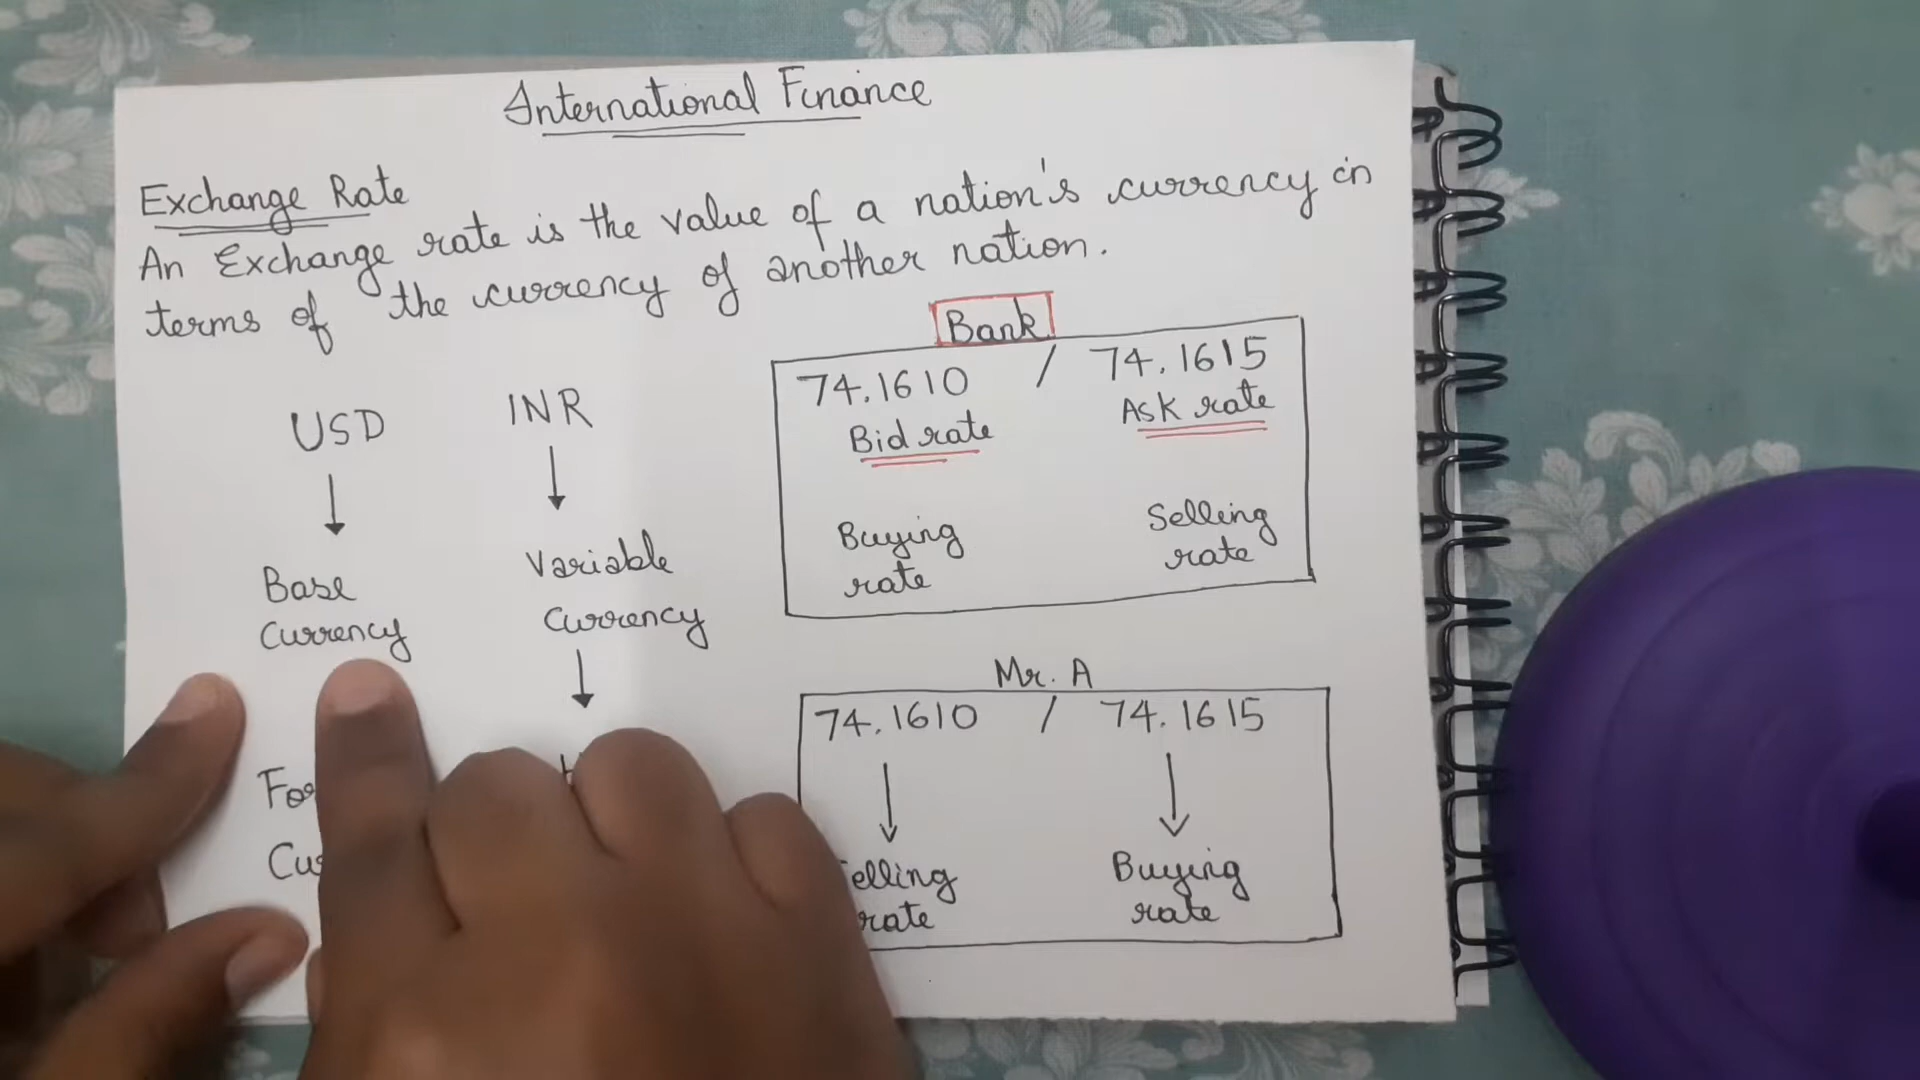 International Finance
Exchange Rate
An Exchange rate is the value of a nation's currency in
terms of the currency of another nation.
USD
INR
Base
Currency
Variable
Currency
Bank
74.1610 / 74.1615
Bid rate
Ask rate
Buying
rate
Selling
rate
Mr. A
74.1610 / 74.1615
rate
Buying
rate